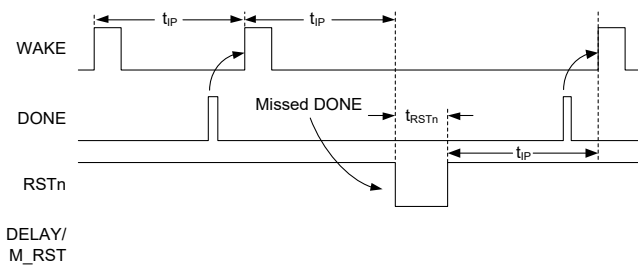 t_IP t_IP
WAKE
DONE
Missed DONE
t_RSTn
t_IP
RSTn
DELAY/
M_RST